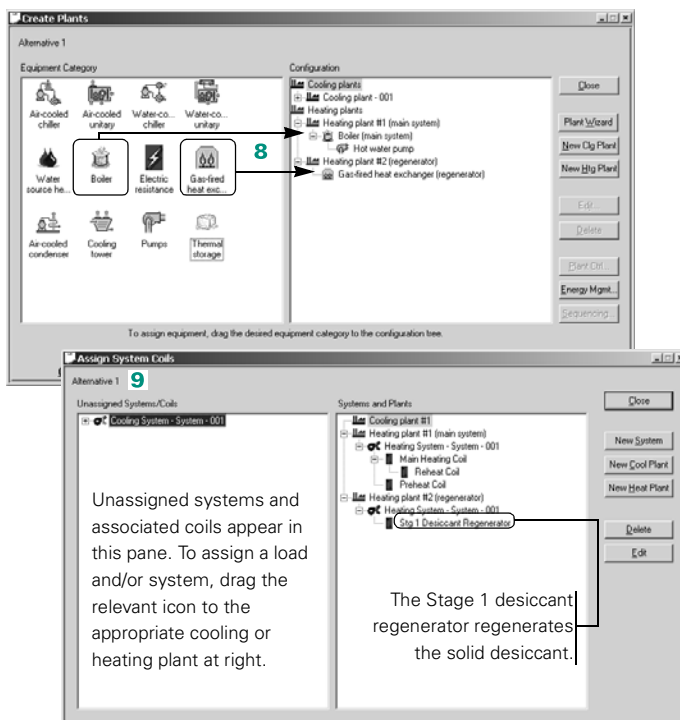 Create Plants
Alternative 1
Equipment Category
Air-cooled chiller
Air-cooled unitary
Water-co... chiller
Water-co... unitary
Water source he...
Boiler
Electric resistance
Gas-fired heat exc...
Air-cooled condenser
Cooling tower
Pumps
Thermal storage
8
Configuration
Cooling plants
Cooling plant - 001
Heating plants
Heating plant #1 (main system)
Boiler (main system)
Hot water pump
Heating plant #2 (regenerator)
Gas-fired heat exchanger (regenerator)
Close
Plant Wizard
New Clg Plant
New Htg Plant
Edit...
Delete
Plant Ctrl...
Energy Mgmt...
Sequencing...
To assign equipment, drag the desired equipment category to the configuration tree.
Assign System Coils
Alternative 1
9
Unassigned Systems/Coils
Cooling System - System - 001
Unassigned systems and
associated coils appear in
this pane. To assign a load
and/or system, drag the
relevant icon to the
appropriate cooling or
heating plant at right.
Systems and Plants
Cooling plant #1
Heating plant #1 (main system)
Heating System - System - 001
Main Heating Coil
Reheat Coil
Preheat Coil
Heating plant #2 (regenerator)
Heating System - System - 001
Stg 1 Desiccant Regenerator
The Stage 1 desiccant
regenerator regenerates
the solid desiccant.
Close
New System
New Cool Plant
New Heat Plant
Delete
Edit